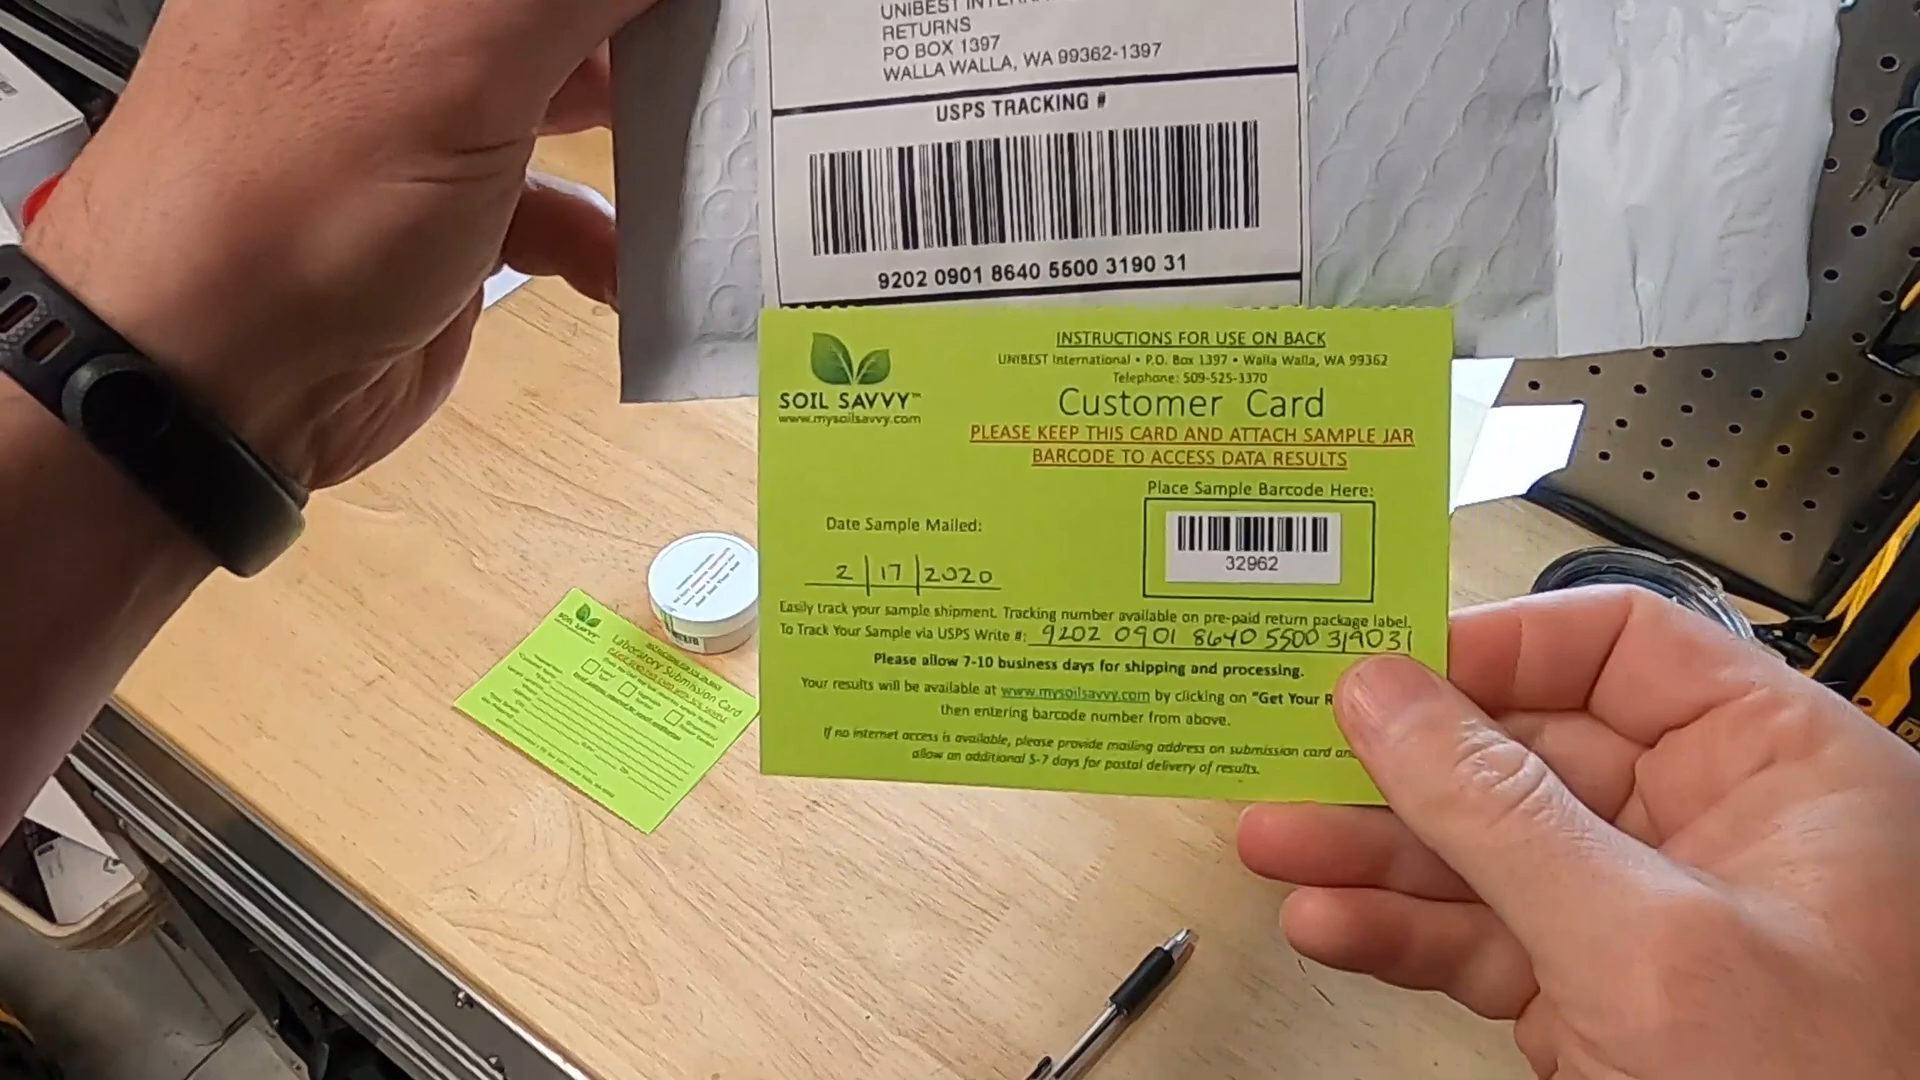 UNIBEST
RETURNS
PO BOX 1397
WALLA WALLA, WA 99362-1397
USPS TRACKING #
9202 0901 8640 5500 3190 31
SOIL SAVVY™
www.mysoilsavvy.com
INSTRUCTIONS FOR USE ON BACK
UNIBEST International • P.O. Box 1397 • Walla Walla, WA 99362
Telephone: 509-525-3370
Customer Card
PLEASE KEEP THIS CARD AND ATTACH SAMPLE JAR
BARCODE TO ACCESS DATA RESULTS
Place Sample Barcode Here:
32962
Date Sample Mailed:
2|17|2020
Easily track your sample shipment. Tracking number available on pre-paid return package label.
To Track Your Sample via USPS Write #: 9202 0901 8640 5500 319031
Please allow 7-10 business days for shipping and processing.
Your results will be available at www.mysoilsavvy.com by clicking on "Get Your R
then entering barcode number from above.
If no internet access is available, please provide mailing address on submission card
allow an additional 5-7 days for postal delivery of results.
SOIL SAVVY
Laboratory Submission Card